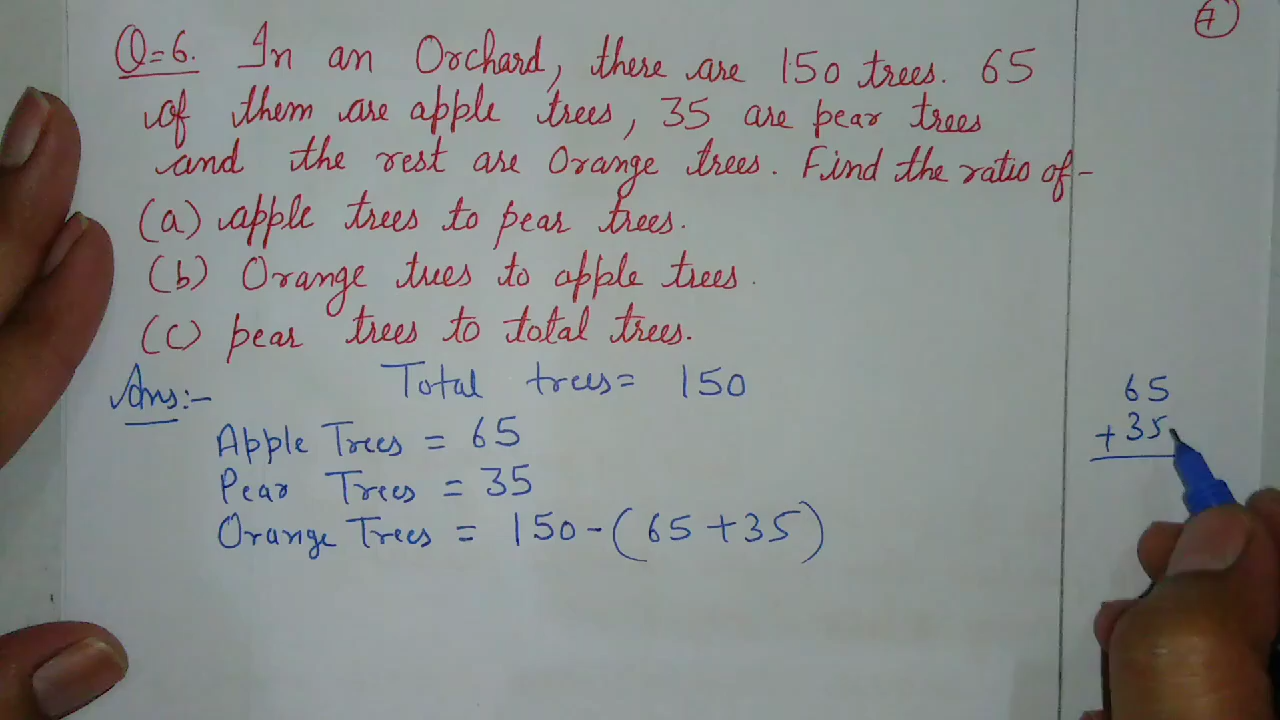 7
Q=6. In an Orchard, there are 150 trees. 65
of them are apple trees, 35 are pear trees
and the rest are Orange trees. Find the ratio of-
(a) apple trees to pear trees.
(b) Orange trees to apple trees.
(c) pear trees to total trees.
Ans:- Total trees= 150
Apple Trees = 65
Pear Trees = 35
Orange Trees = 150-(65+35)
65
+35